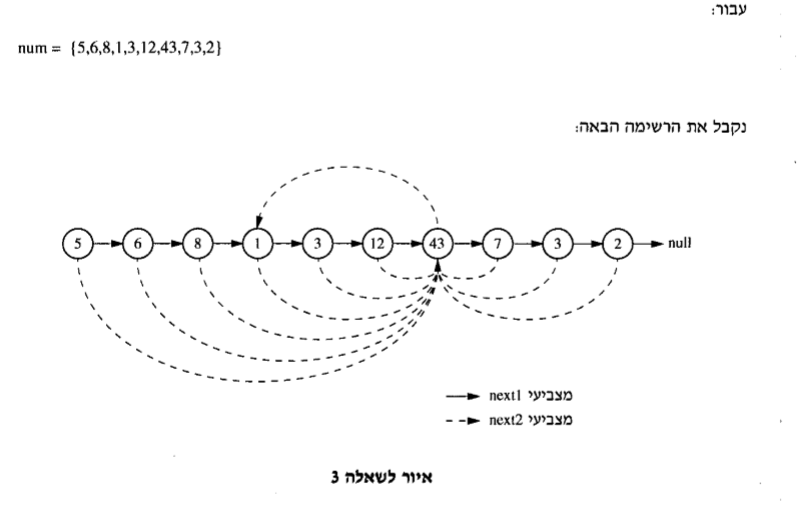 עבור:
num = {5,6,8,1,3,12,43,7,3,2}
נקבל את הרשימה הבאה:
5 6 8 1 3 12 43 7 3 2 null
מצביעי next1
מצביעי next2
איור לשאלה 3